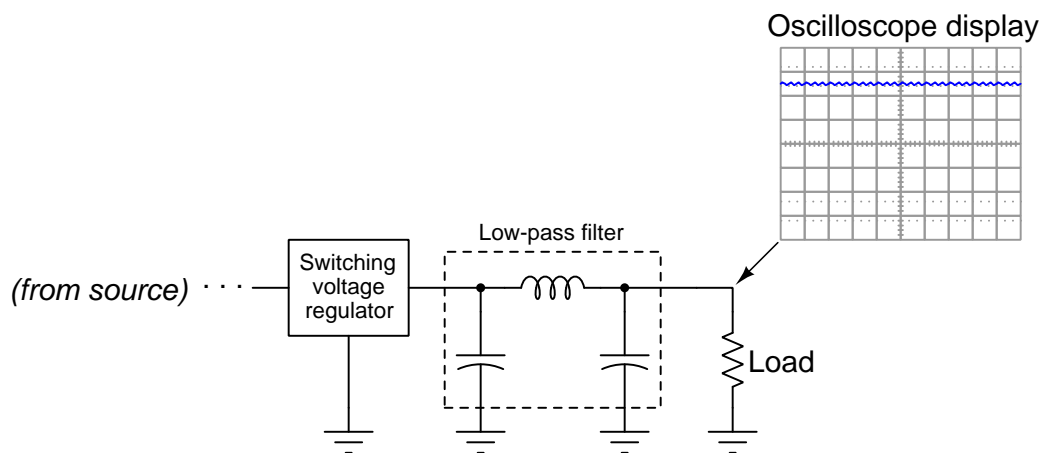 Oscilloscope display
Low-pass filter
(from source) . . .
Switching
voltage
regulator
Load